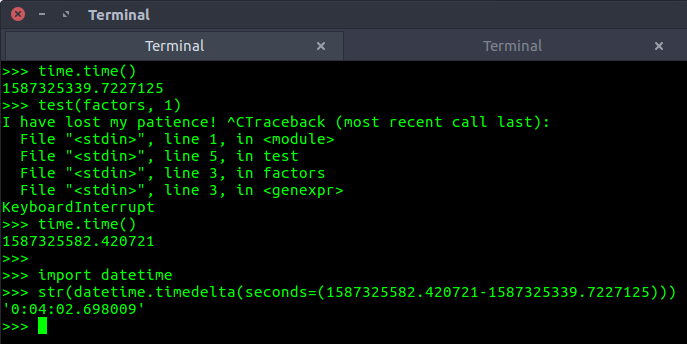 Terminal
Terminal
Terminal
>>> time.time()
1587325339.7227125
>>> test(factors, 1)
I have lost my patience! ^CTraceback (most recent call last):
  File "<stdin>", line 1, in <module>
  File "<stdin>", line 5, in test
  File "<stdin>", line 3, in factors
  File "<stdin>", line 3, in <genexpr>
KeyboardInterrupt
>>> time.time()
1587325582.420721
>>>
>>> import datetime
>>> str(datetime.timedelta(seconds=(1587325582.420721-1587325339.7227125)))
'0:04:02.698009'
>>>